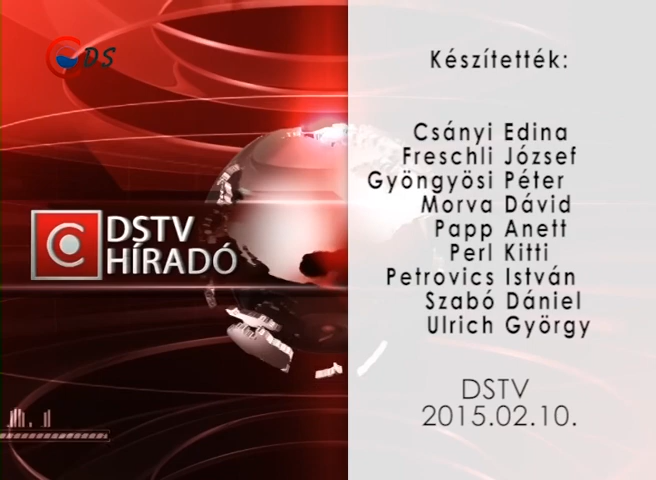 DS
DSTV
HÍRADÓ
Készítették:
Csányi Edina
Freschli József
Gyöngyösi Péter
Morva Dávid
Papp Anett
Perl Kitti
Petrovics István
Szabó Dániel
Ulrich György
DSTV
2015.02.10.